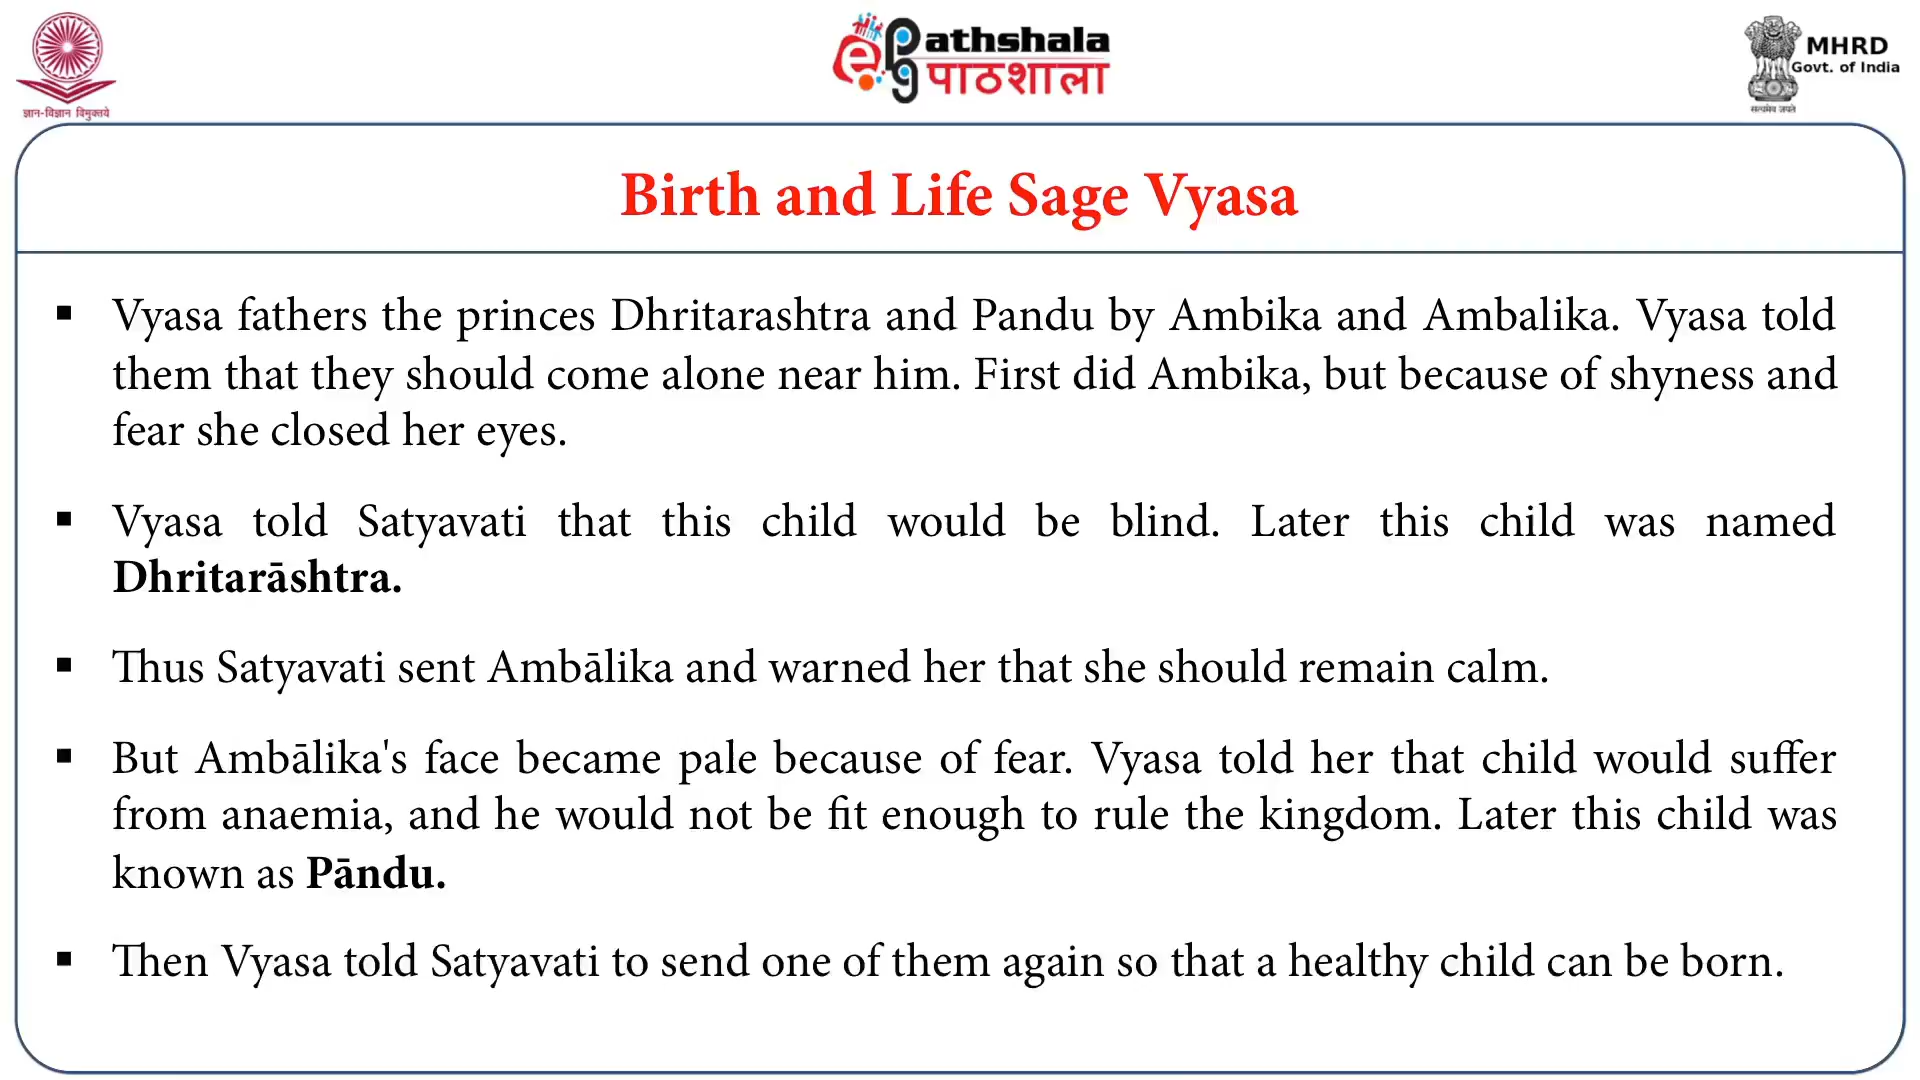 ज्ञान-विज्ञान विमुक्तये
ePG Pathshala
पाठशाला
MHRD
Govt. of India
सत्यमेव जयते
Birth and Life Sage Vyasa
▪ Vyasa fathers the princes Dhritarashtra and Pandu by Ambika and Ambalika. Vyasa told
them that they should come alone near him. First did Ambika, but because of shyness and
fear she closed her eyes.
▪ Vyasa told Satyavati that this child would be blind. Later this child was named
Dhritarāshtra.
▪ Thus Satyavati sent Ambālika and warned her that she should remain calm.
▪ But Ambālika's face became pale because of fear. Vyasa told her that child would suffer
from anaemia, and he would not be fit enough to rule the kingdom. Later this child was
known as Pāndu.
▪ Then Vyasa told Satyavati to send one of them again so that a healthy child can be born.